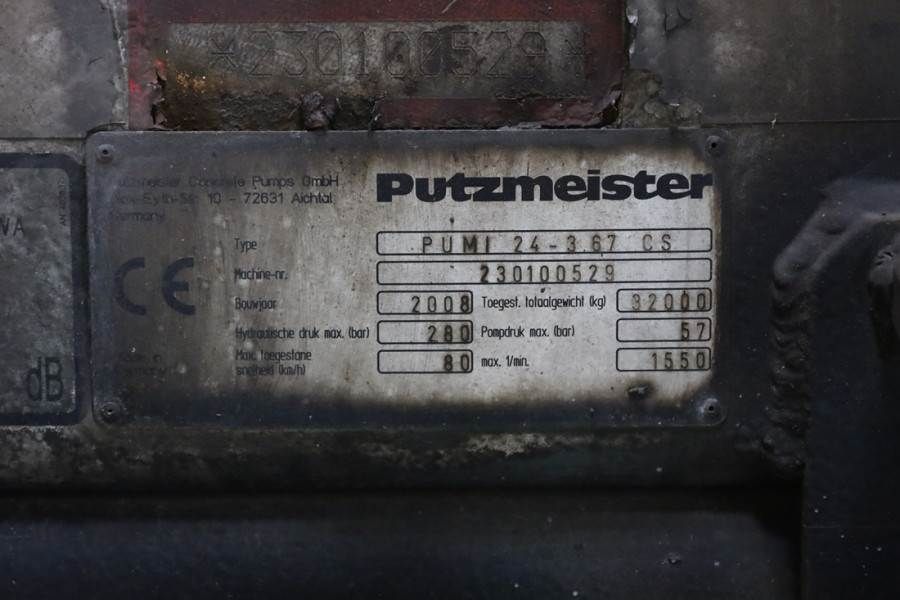 *230100529*
Putzmeister Concrete Pumps GmbH
Max-Eyth-Str. 10 - 72631 Aichtal
Germany
Putzmeister
Type PUMI 24-3.67 CS
Machine-nr. 230100529
Bouwjaar 2008 Toegest. totaalgewicht (kg) 32000
Hydraulische druk max. (bar) 280 Pompdruk max. (bar) 57
Max. toegestane snelheid (km/h) 80 max. 1/min. 1550
CE
WA
dB